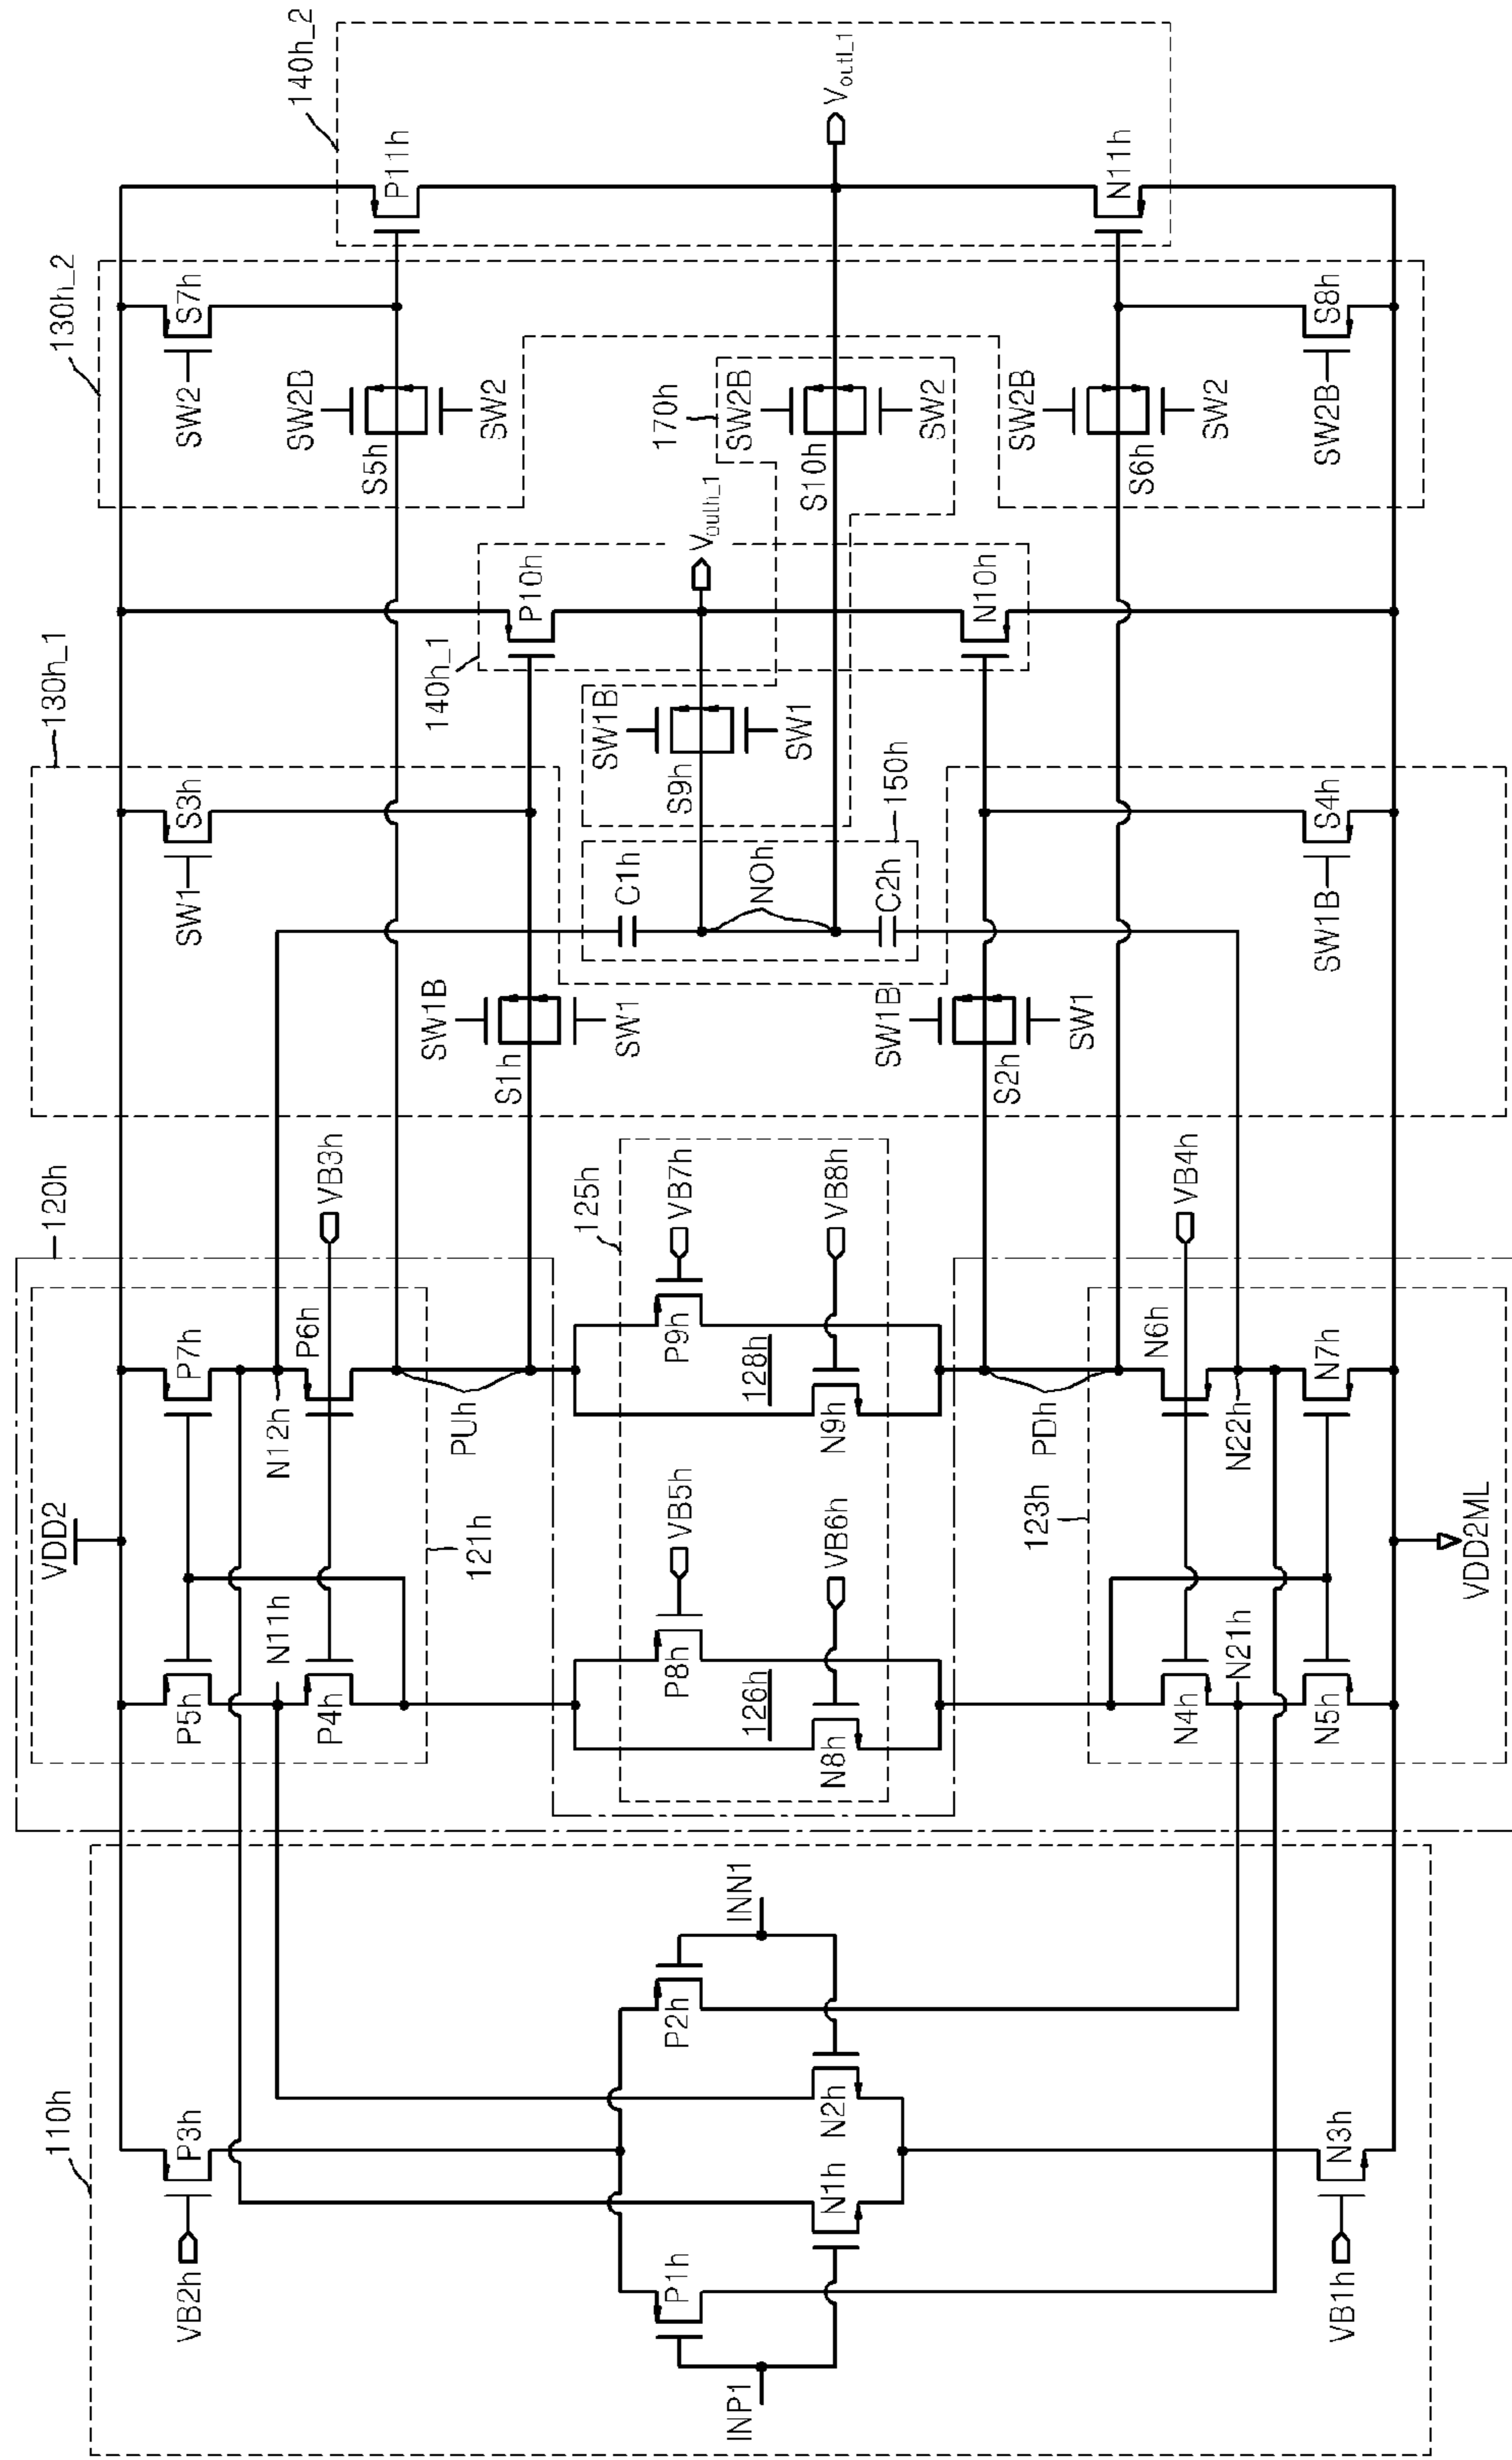 110h
VB2h
P3h
INP1
P1h
N1h
N2h
P2h
INN1
VB1h
N3h
120h
VDD2
P5h
N11h
P4h
P7h
N12h
P6h
VB3h
121h
PUh
125h
P8h
VB5h
126h
N8h
VB6h
P9h
VB7h
128h
N9h
VB8h
PDh
123h
N4h
N21h
N5h
N6h
N22h
N7h
VB4h
VDD2ML
130h_1
SW1
S3h
SW1B
S1h
SW1
C1h
NOh
C2h
150h
SW1B
S2h
SW1
SW1B
S4h
140h_1
P10h
SW1B
S9h
SW1
Vouth_1
N10h
130h_2
SW2
S7h
SW2B
S5h
SW2
170h
SW2B
S10h
SW2
SW2B
S6h
SW2
SW2B
S8h
140h_2
P11h
Voutl_1
N11h